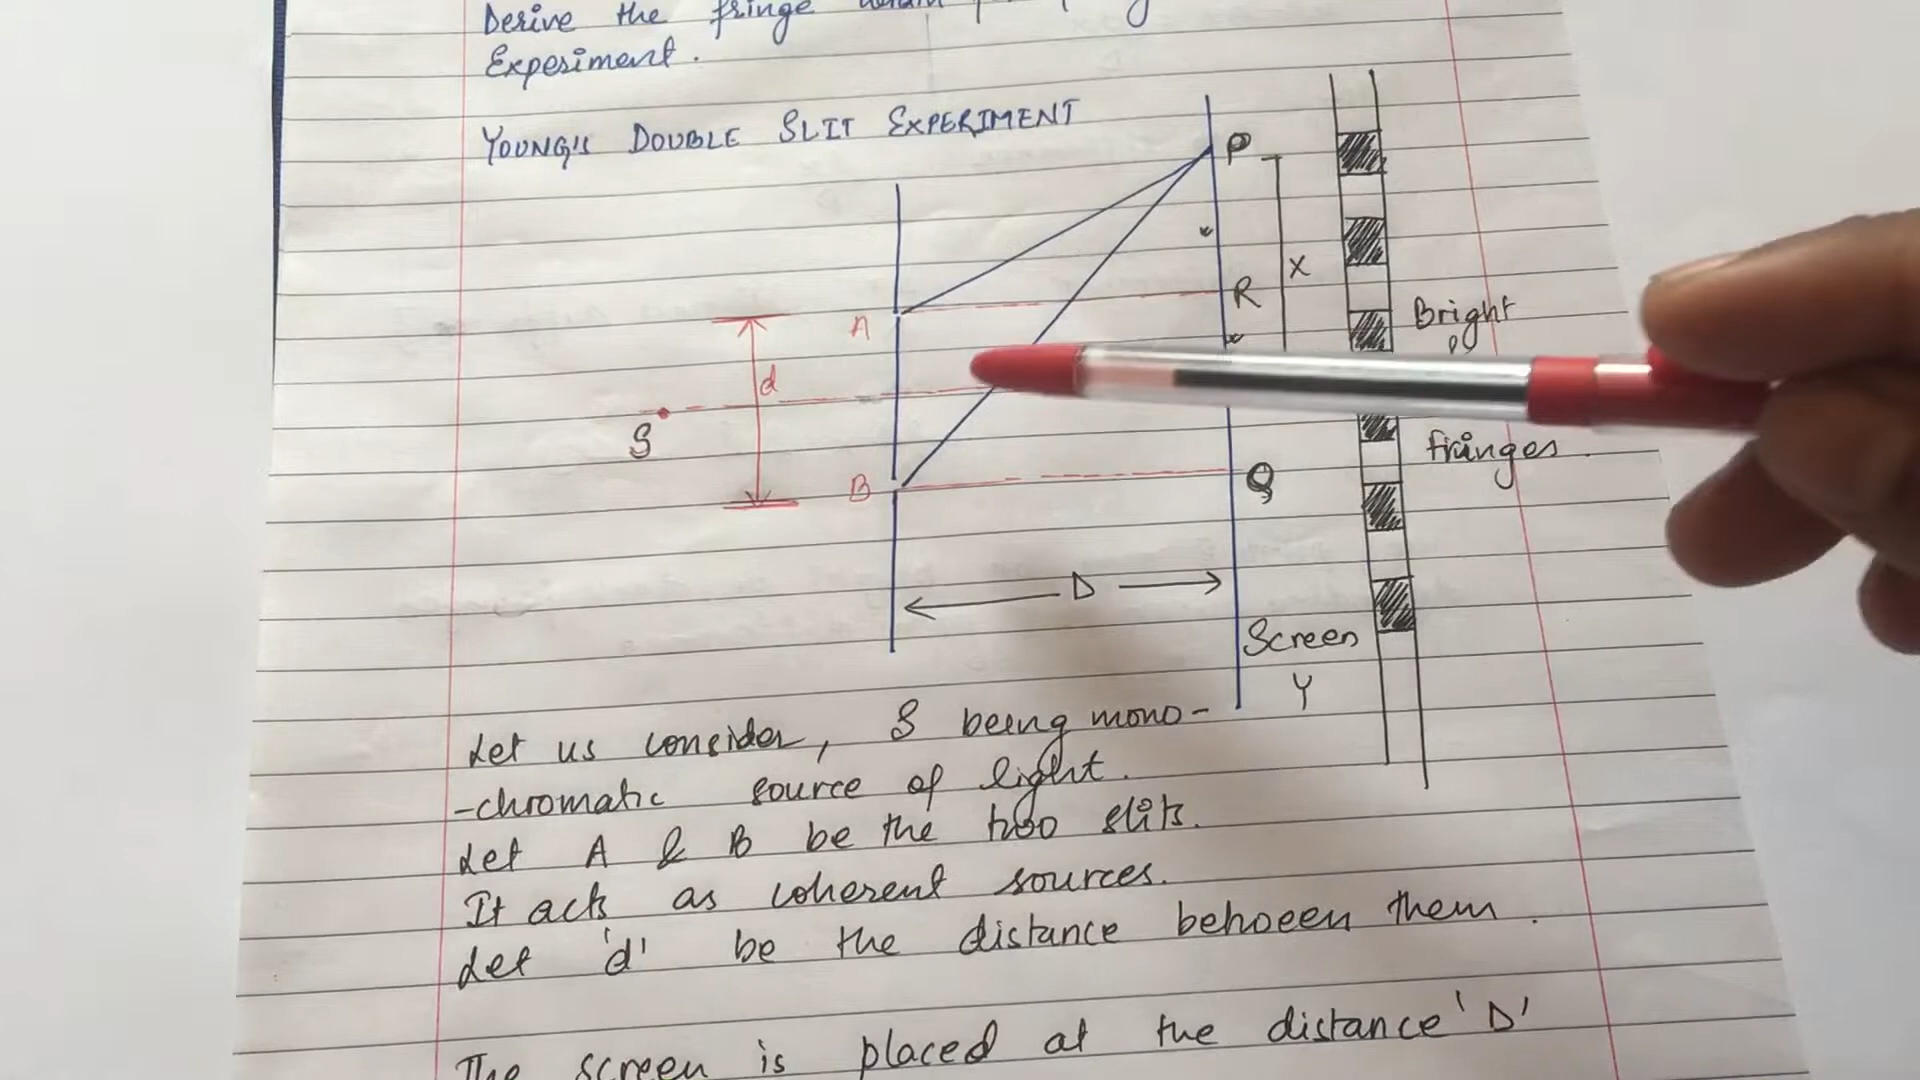 Derive the fringe
Experiment.
YOUNG'S DOUBLE SLIT EXPERIMENT
P
x
R
A
d
S
B
Q
Bright
fringes.
D
Screen
Y
Let us consider, S being mono-
-chromatic source of light.
Let A & B be the two slits.
It acts as coherent sources.
Let 'd' be the distance between them.
The screen is placed at the distance 'D'